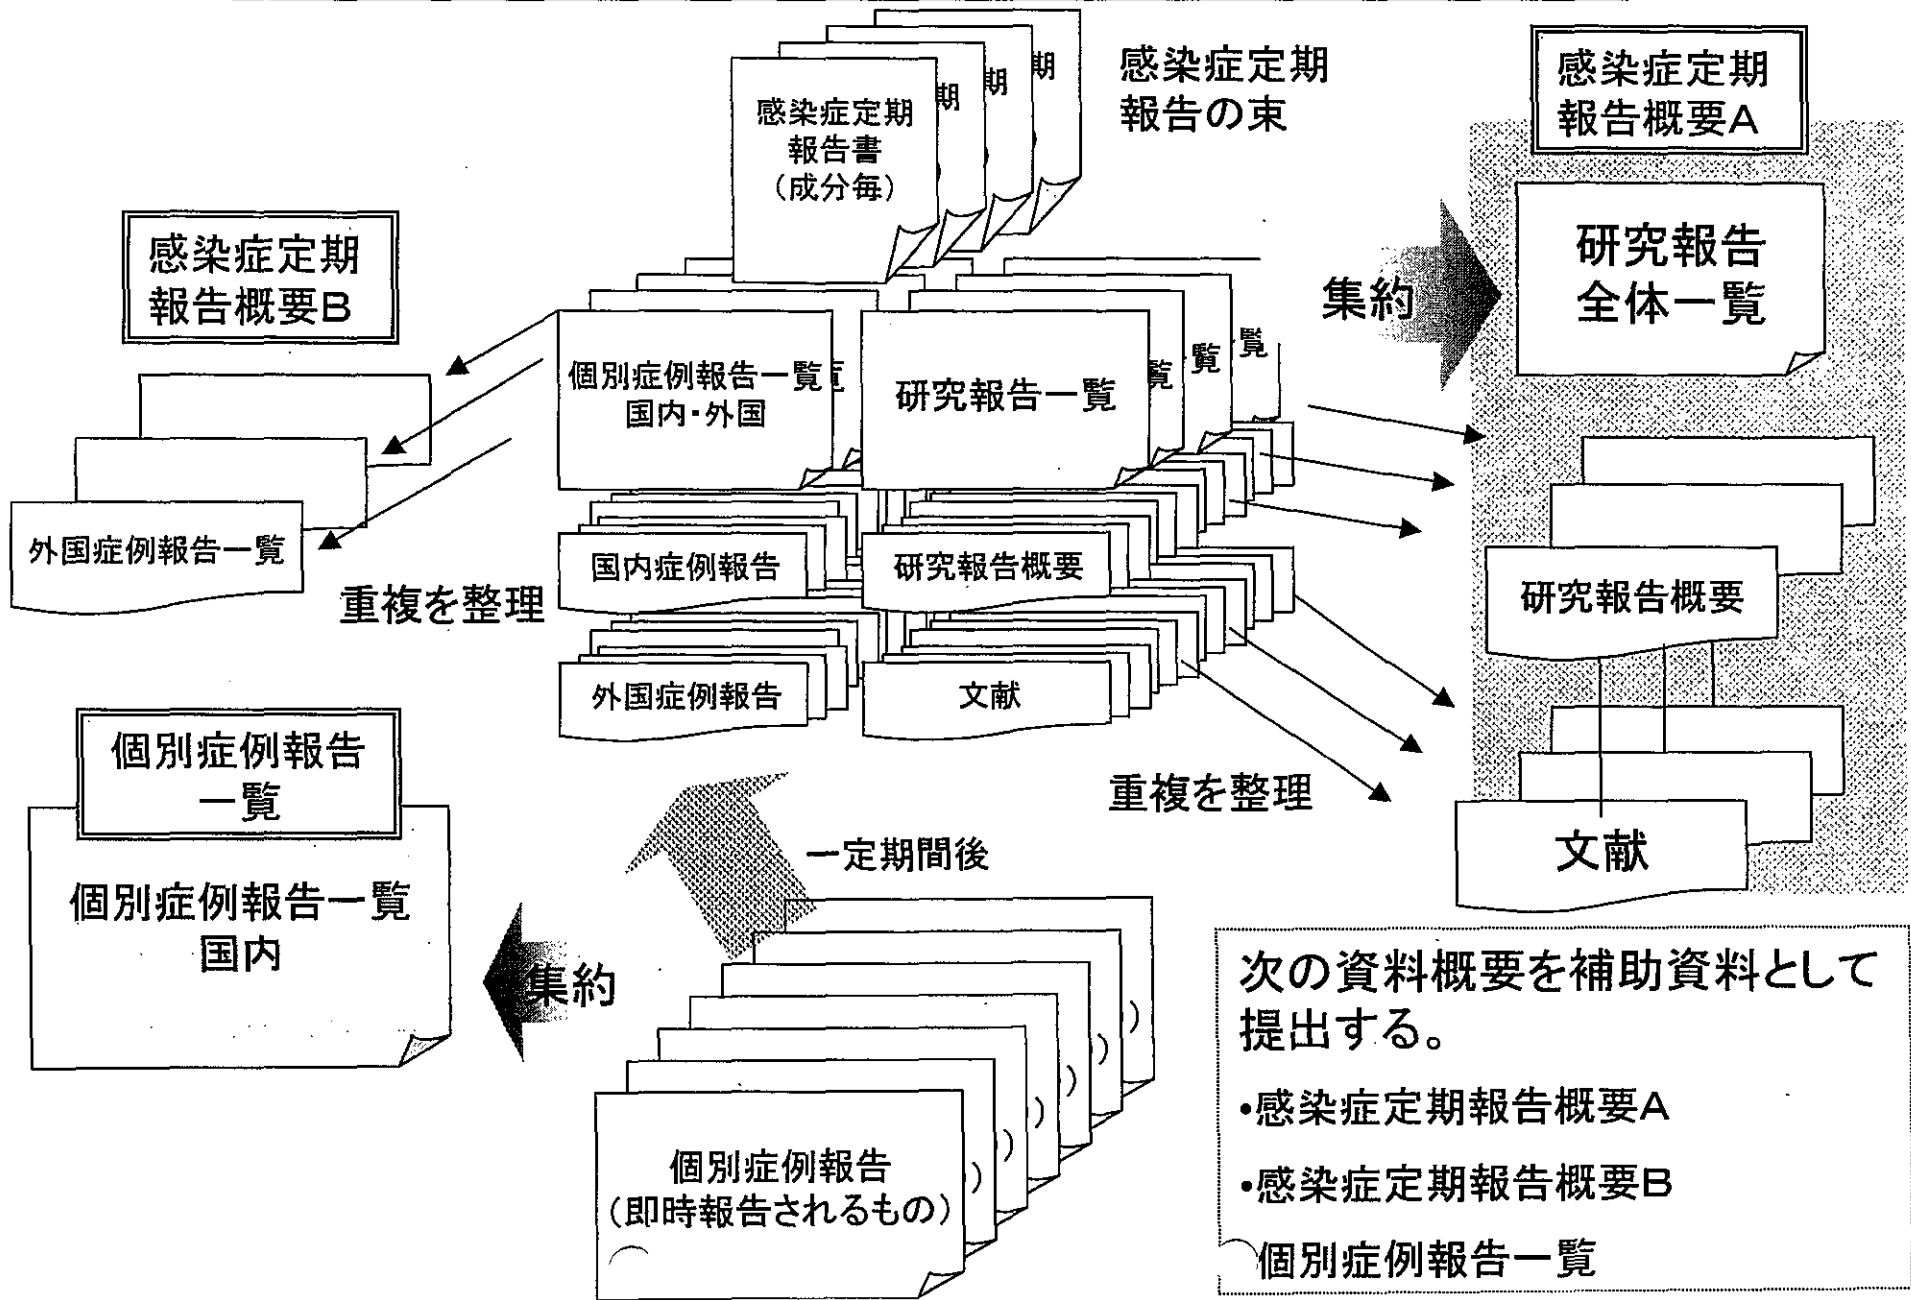 感染症定期
報告書
(成分毎)
期
期
期
感染症定期
報告の束
感染症定期
報告概要A
研究報告
全体一覧
集約
感染症定期
報告概要B
個別症例報告一覧
国内・外国
覧
研究報告一覧
覧
一覧
一覧
外国症例報告一覧
重複を整理
国内症例報告
研究報告概要
研究報告概要
外国症例報告
文献
個別症例報告
一覧
個別症例報告一覧
国内
重複を整理
文献
一定期間後
集約
個別症例報告
(即時報告されるもの)
)
)
)
)
)
)
次の資料概要を補助資料として
提出する。
•感染症定期報告概要A
•感染症定期報告概要B
個別症例報告一覧